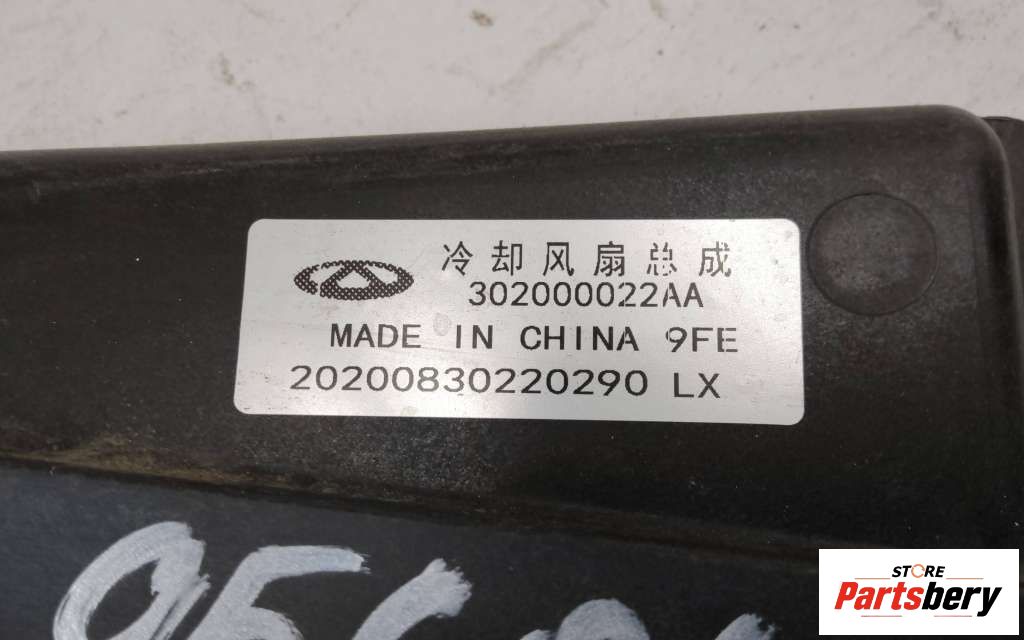 冷却风扇总成
302000022AA
MADE IN CHINA 9FE
20200830220290 LX
STORE
Partsbery